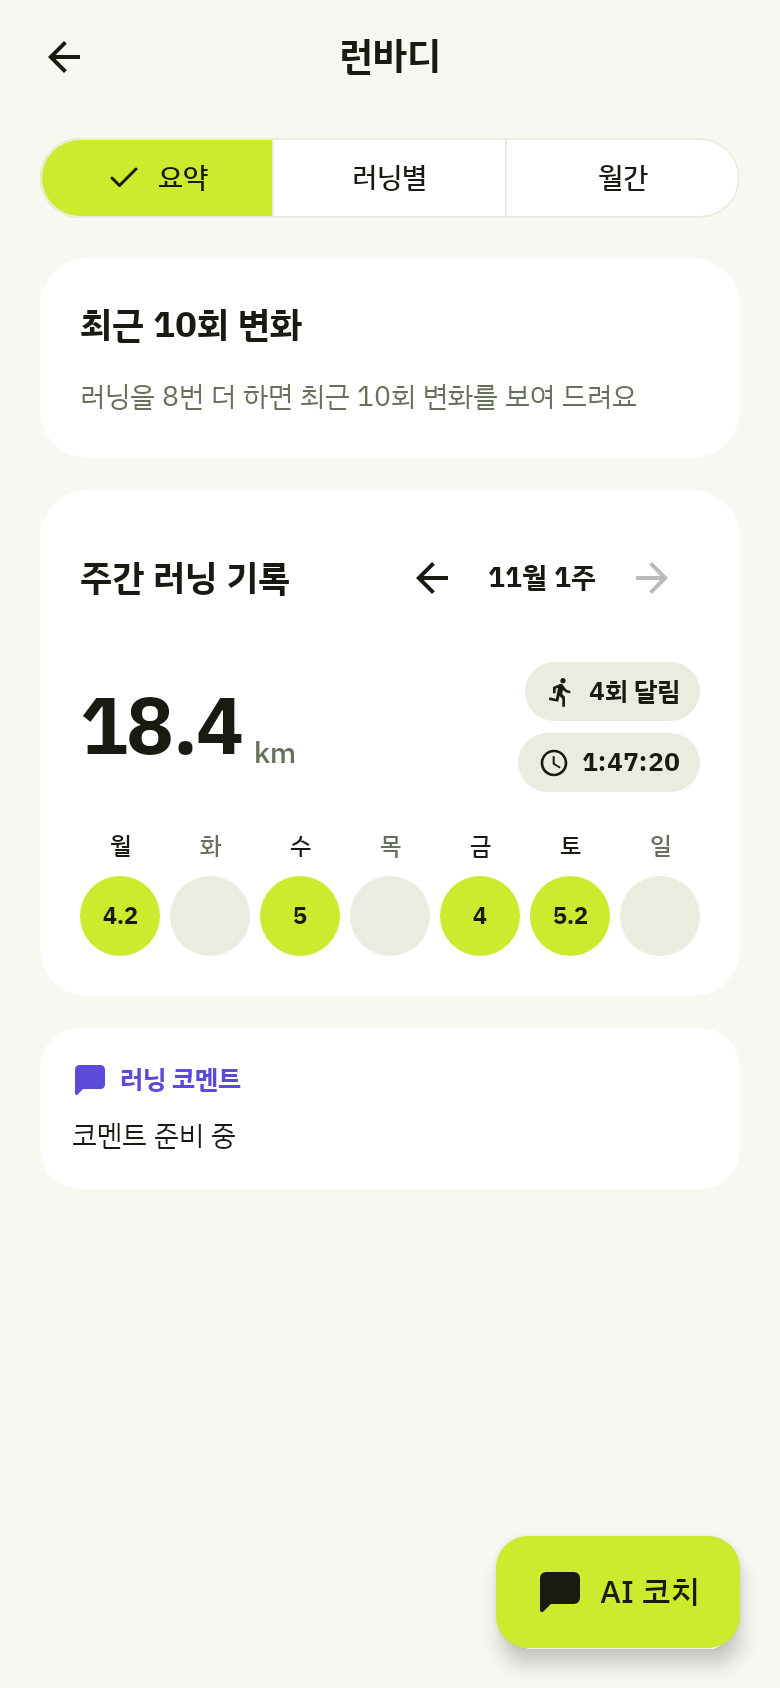 런바디
요약
러닝별
월간
최근 10회 변화
러닝을 8번 더 하면 최근 10회 변화를 보여 드려요
주간 러닝 기록
11월 1주
18.4 km
4회 달림
1:47:20
월 화 수 목 금 토 일
4.2 5 4 5.2
러닝 코멘트
코멘트 준비 중
AI 코치